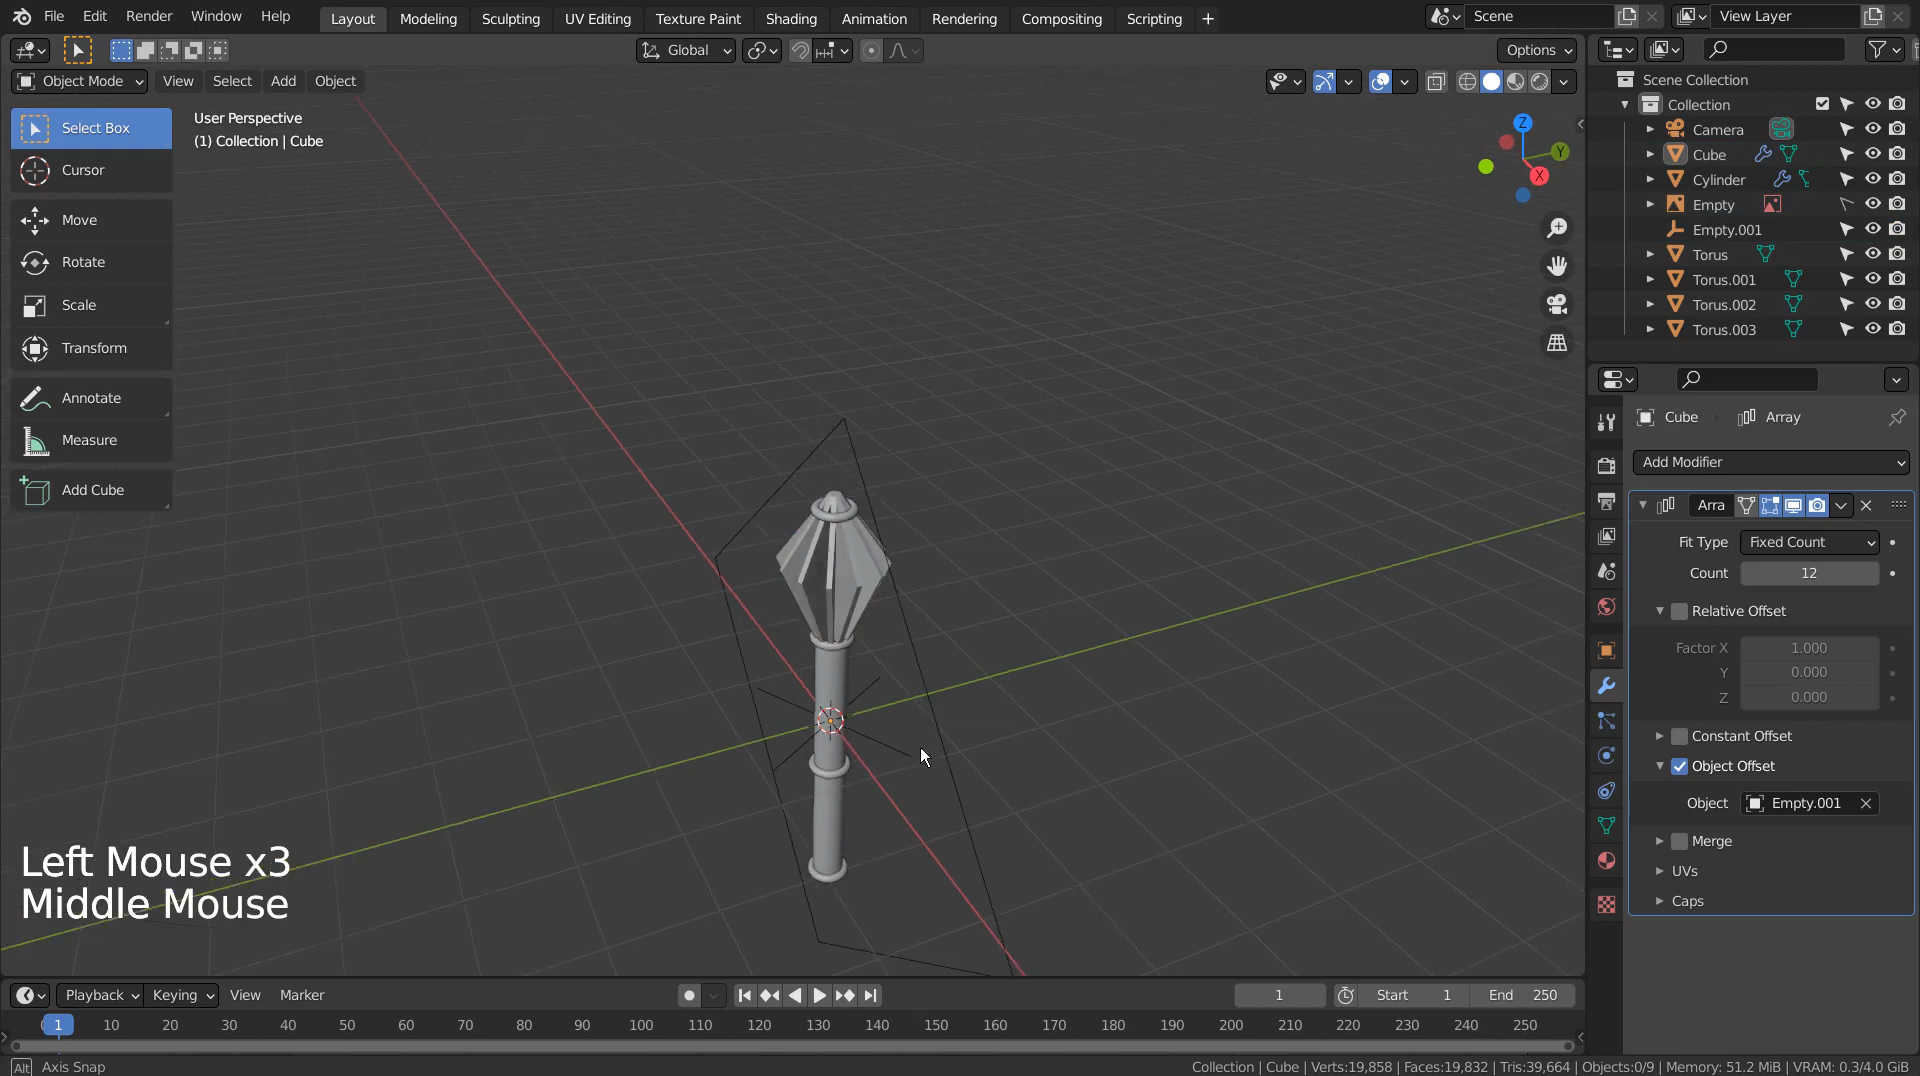 File Edit Render Window Help Layout Modeling Sculpting UV Editing Texture Paint Shading Animation Rendering Compositing Scripting + Scene View Layer
Global Options
Object Mode View Select Add Object
Select Box
Cursor
Move
Rotate
Scale
Transform
Annotate
Measure
Add Cube
User Perspective
(1) Collection | Cube
Z
Y
X
Left Mouse x3
Middle Mouse
Scene Collection
Collection
Camera
Cube
Cylinder
Empty
Empty.001
Torus
Torus.001
Torus.002
Torus.003
Cube Array
Add Modifier
Arra
Fit Type Fixed Count
Count 12
Relative Offset
Factor X 1.000
Y 0.000
Z 0.000
Constant Offset
Object Offset
Object Empty.001
Merge
UVs
Caps
Playback Keying View Marker 1 Start 1 End 250
1 10 20 30 40 50 60 70 80 90 100 110 120 130 140 150 160 170 180 190 200 210 220 230 240 250
Alt Axis Snap Collection | Cube | Verts:19,858 | Faces:19,832 | Tris:39,664 | Objects:0/9 | Memory: 51.2 MiB | VRAM: 0.3/4.0 GiB